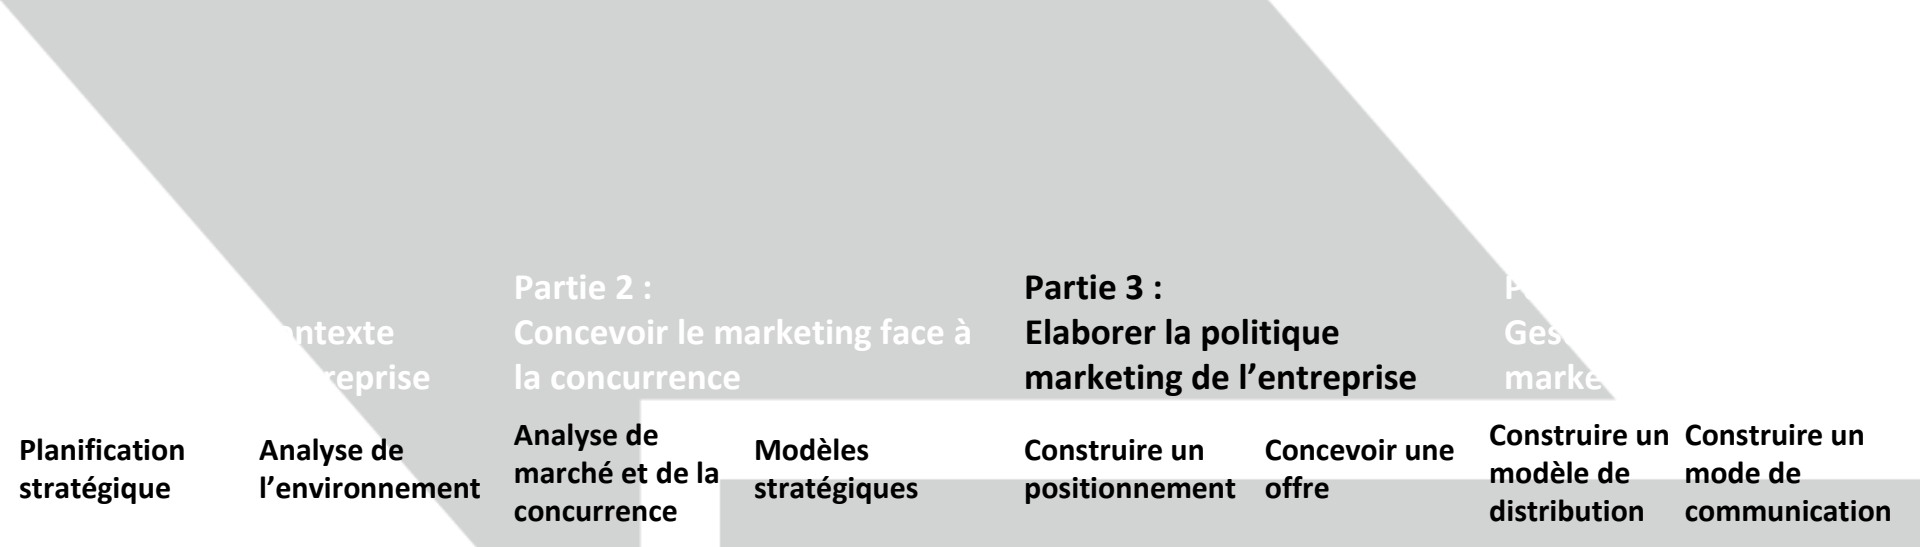 ntexte
reprise
Partie 2 :
Concevoir le marketing face à
la concurrence
Partie 3 :
Elaborer la politique
marketing de l’entreprise
Planification
stratégique
Analyse de
l’environnement
Analyse de
marché et de la
concurrence
Modèles
stratégiques
Construire un
positionnement
Concevoir une
offre
Construire un
modèle de
distribution
Construire un
mode de
communication